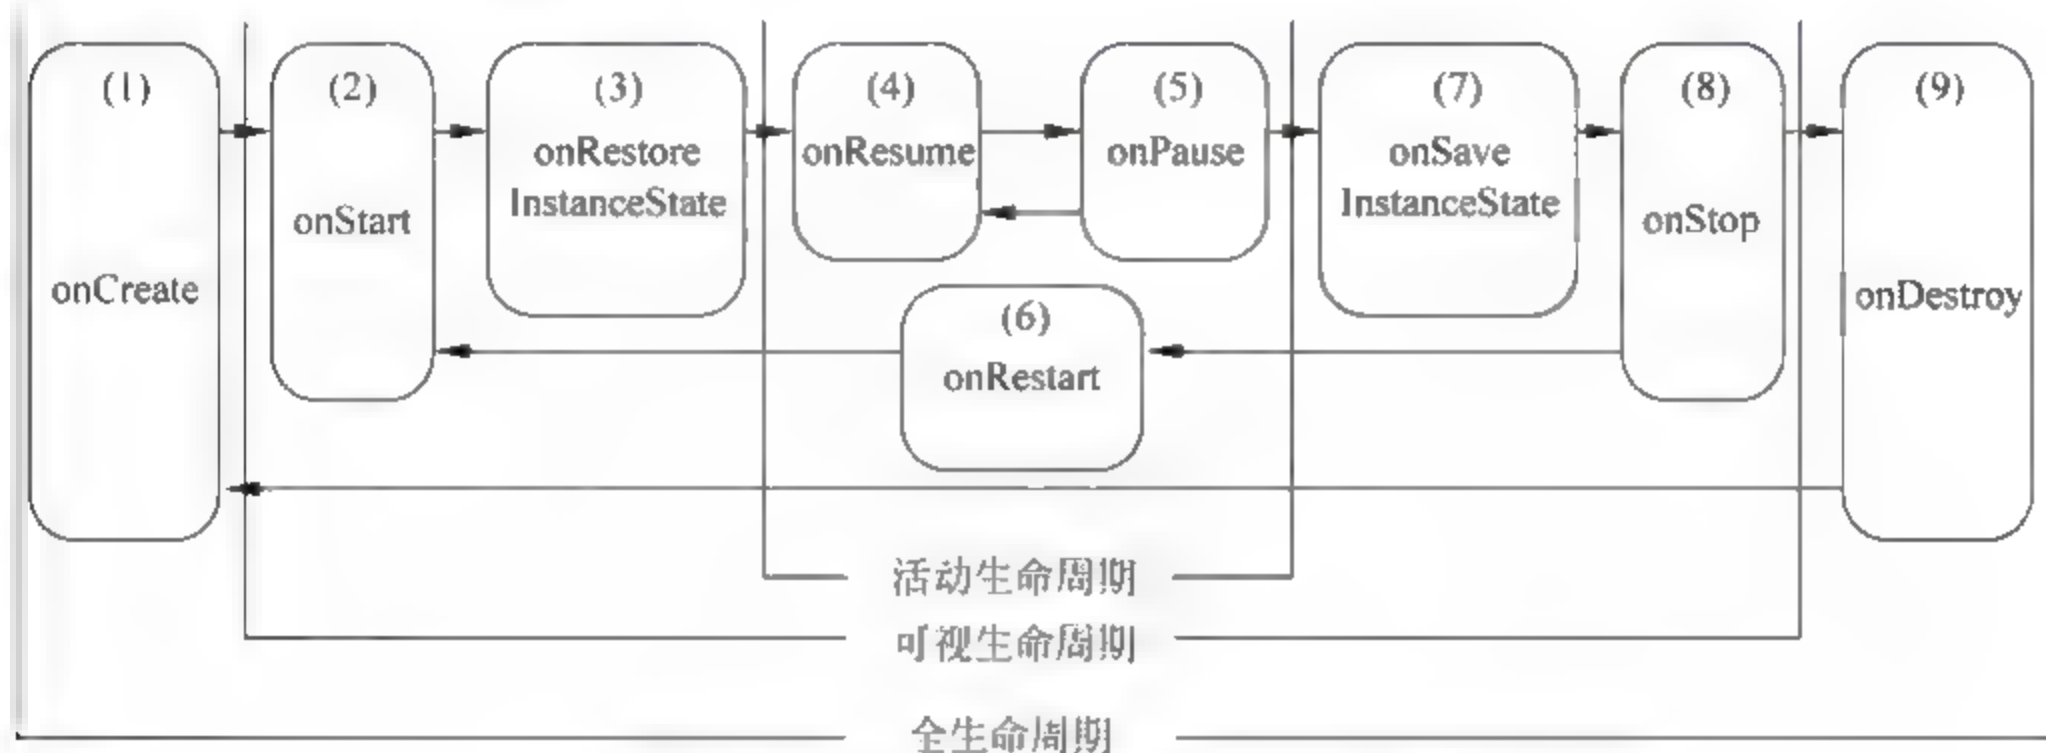 (1)
onCreate
(2)
onStart
(3)
onRestore
InstanceState
(4)
onResume
(5)
onPause
(6)
onRestart
(7)
onSave
InstanceState
(8)
onStop
(9)
onDestroy
活动生命周期
可视生命周期
全生命周期